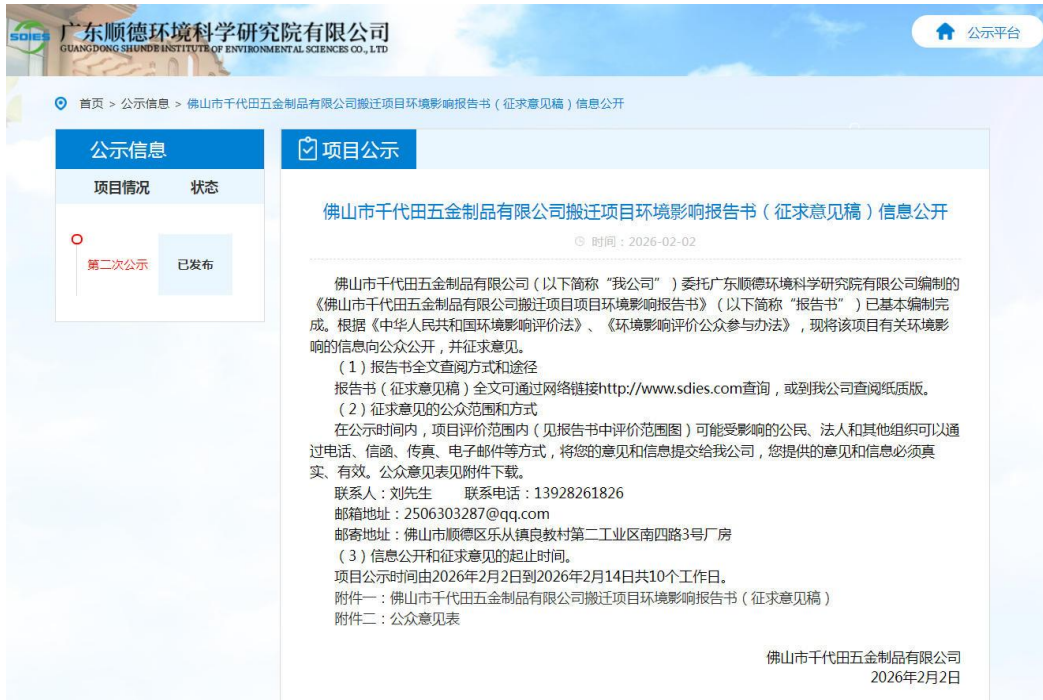 SDIES
广东顺德环境科学研究院有限公司
GUANGDONG SHUNDE INSTITUTE OF ENVIRONMENTAL SCIENCES CO., LTD
公示平台
首页 > 公示信息 > 佛山市千代田五金制品有限公司搬迁项目环境影响报告书（征求意见稿）信息公开
公示信息
项目情况 状态
第二次公示 已发布
项目公示
佛山市千代田五金制品有限公司搬迁项目环境影响报告书（征求意见稿）信息公开
时间：2026-02-02
佛山市千代田五金制品有限公司（以下简称“我公司”）委托广东顺德环境科学研究院有限公司编制的
《佛山市千代田五金制品有限公司搬迁项目项目环境影响报告书》（以下简称“报告书”）已基本编制完
成。根据《中华人民共和国环境影响评价法》、《环境影响评价公众参与办法》，现将该项目有关环境影
响的信息向公众公开，并征求意见。
（1）报告书全文查阅方式和途径
报告书（征求意见稿）全文可通过网络链接http://www.sdies.com查询，或到我公司查阅纸质版。
（2）征求意见的公众范围和方式
在公示时间内，项目评价范围内（见报告书中评价范围图）可能受影响的公民、法人和其他组织可以通
过电话、信函、传真、电子邮件等方式，将您的意见和信息提交给我公司，您提供的意见和信息必须真
实、有效。公众意见表见附件下载。
联系人：刘先生 联系电话：13928261826
邮箱地址：2506303287@qq.com
邮寄地址：佛山市顺德区乐从镇良教村第二工业区南四路3号厂房
（3）信息公开和征求意见的起止时间。
项目公示时间由2026年2月2日到2026年2月14日共10个工作日。
附件一：佛山市千代田五金制品有限公司搬迁项目环境影响报告书（征求意见稿）
附件二：公众意见表
佛山市千代田五金制品有限公司
2026年2月2日